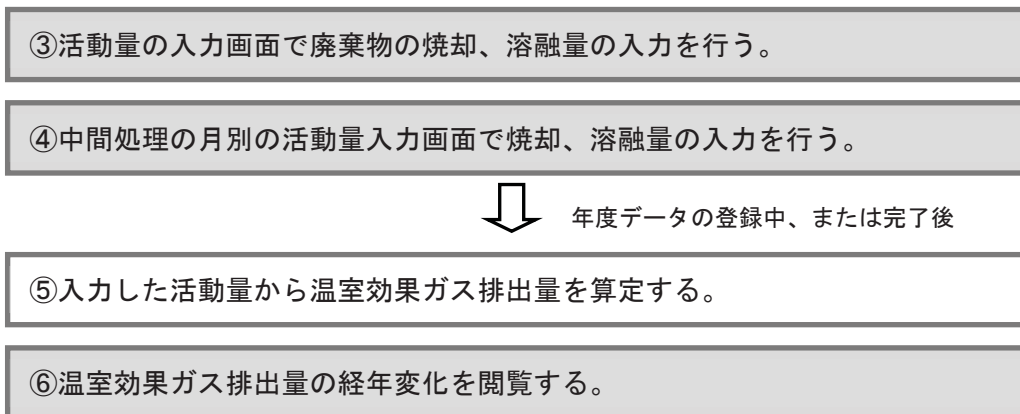 ③活動量の入力画面で廃棄物の焼却、溶融量の入力を行う。
④中間処理の月別の活動量入力画面で焼却、溶融量の入力を行う。
年度データの登録中、または完了後
⑤入力した活動量から温室効果ガス排出量を算定する。
⑥温室効果ガス排出量の経年変化を閲覧する。